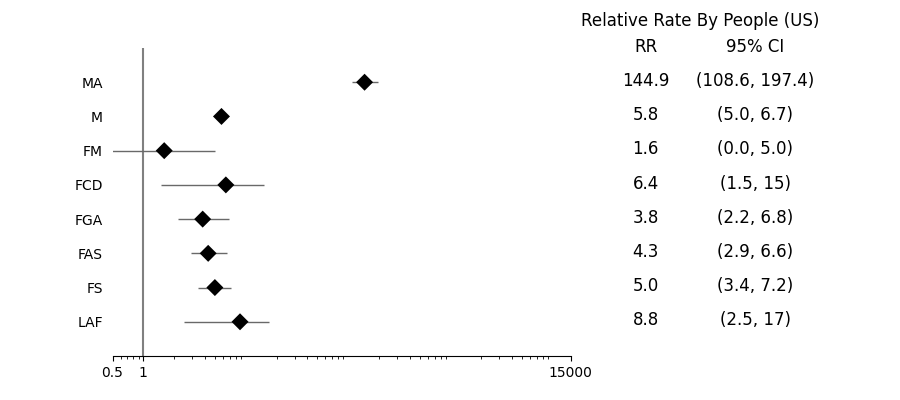 Relative Rate By People (US)
RR 95% CI
MA 144.9 (108.6, 197.4)
M 5.8 (5.0, 6.7)
FM 1.6 (0.0, 5.0)
FCD 6.4 (1.5, 15)
FGA 3.8 (2.2, 6.8)
FAS 4.3 (2.9, 6.6)
FS 5.0 (3.4, 7.2)
LAF 8.8 (2.5, 17)
0.5 1 15000